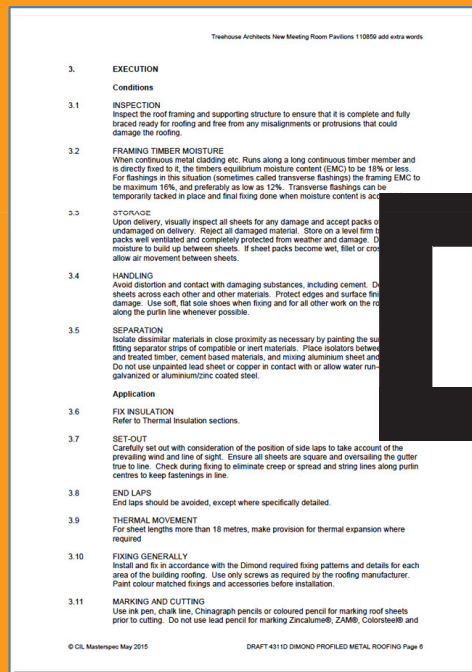 Treehouse Architects New Meeting Room Pavilions 110859 add extra words
3. EXECUTION
Conditions
3.1 INSPECTION
Inspect the roof framing and supporting structure to ensure that it is complete and fully
braced ready for roofing and free from any misalignments or protrusions that could
damage the roofing.
3.2 FRAMING TIMBER MOISTURE
When continuous metal cladding etc. Runs along a long continuous timber member and
is directly fixed to it, the timbers equilibrium moisture content (EMC) to be 18% or less.
For flashings in this situation (sometimes called transverse flashings) the framing EMC to
be maximum 16%, and preferably as low as 12%. Transverse flashings can be
temporarily tacked in place and final fixing done when moisture content is
3.3 STORAGE
Upon delivery, visually inspect all sheets for any damage and accept packs
undamaged on delivery. Reject all damaged material. Store on a level firm
packs well ventilated and completely protected from weather and damage.
moisture to build up between sheets. If sheet packs become wet, fillet or
allow air movement between sheets.
3.4 HANDLING
Avoid distortion and contact with damaging substances, including cement.
sheets across each other and other materials. Protect edges and surface
damage. Use soft, flat sole shoes when fixing and for all other work on the
along the purlin line whenever possible.
3.5 SEPARATION
Isolate dissimilar materials in close proximity as necessary by painting the
fitting separator strips of compatible or inert materials. Place isolators
and treated timber, cement based materials, and mixing aluminium sheet and
Do not use unpainted lead sheet or copper in contact with or allow water
galvanized or aluminium/zinc coated steel.
Application
3.6 FIX INSULATION
Refer to Thermal Insulation sections.
3.7 SET-OUT
Carefully set out with consideration of the position of side laps to take account of the
prevailing wind and line of sight. Ensure all sheets are square and oversailing the gutter
true to line. Check during fixing to eliminate creep or spread and string lines along purlin
centres to keep fastenings in line.
3.8 END LAPS
End laps should be avoided, except where specifically detailed.
3.9 THERMAL MOVEMENT
For sheet lengths more than 18 metres, make provision for thermal expansion where
required
3.10 FIXING GENERALLY
Install and fix in accordance with the Dimond required fixing patterns and details for each
area of the building roofing. Use only screws as required by the roofing manufacturer.
Paint colour matched fixings and accessories before installation.
3.11 MARKING AND CUTTING
Use ink pen, chalk line, Chinagraph pencils or coloured pencil for marking roof sheets
prior to cutting. Do not use lead pencil for marking Zincalume®, ZAM®, Colorsteel® and
© CIL Masterspec May 2015 DRAFT 4311D DIMOND PROFILED METAL ROOFING Page 6